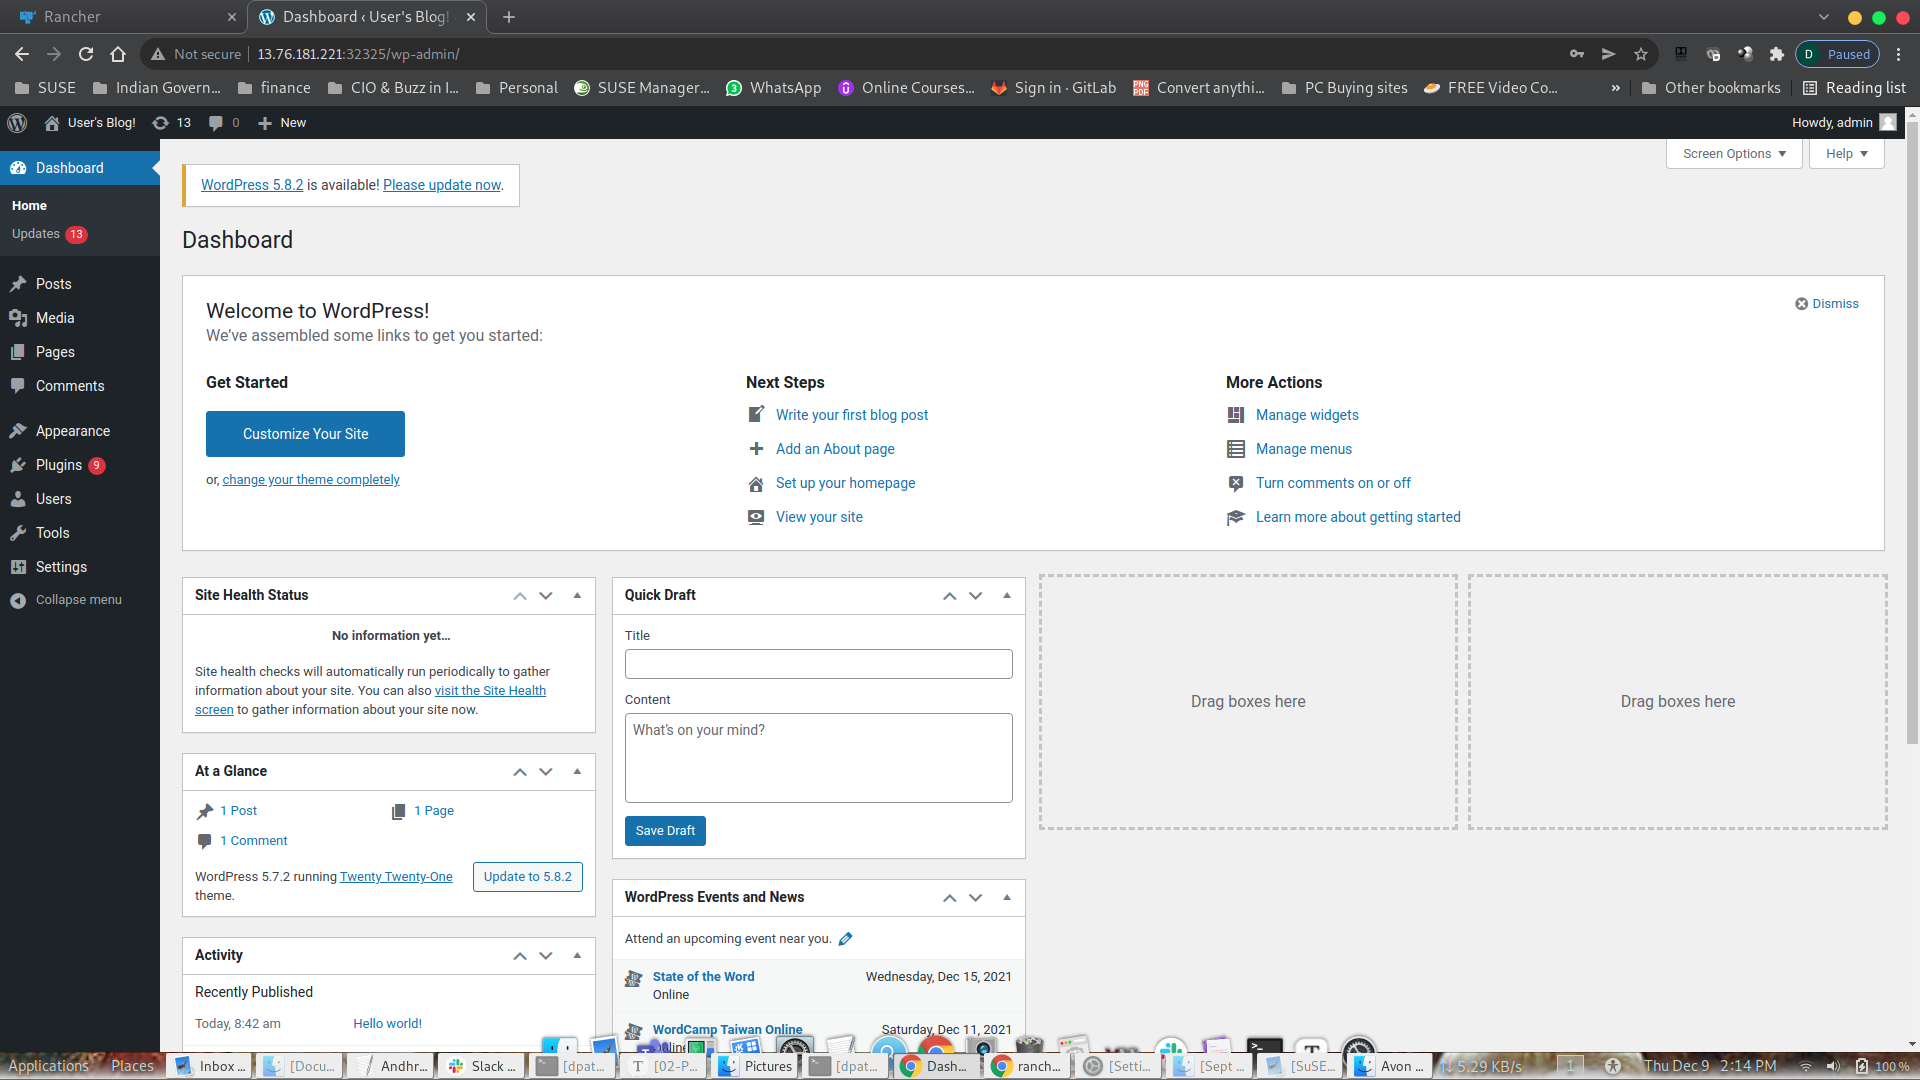 Rancher
Dashboard ‹ User's Blog! -
Not secure
13.76.181.221:32325/wp-admin/
D Paused
SUSE
Indian Govern...
finance
CIO & Buzz in I...
Personal
SUSE Manager...
WhatsApp
Online Courses...
Sign in · GitLab
Convert anythi...
PC Buying sites
FREE Video Co...
»
Other bookmarks
Reading list
User's Blog!
13
0
New
Howdy, admin
Dashboard
Home
Updates 13
Posts
Media
Pages
Comments
Appearance
Plugins 9
Users
Tools
Settings
Collapse menu
Screen Options
Help
WordPress 5.8.2 is available! Please update now.
Dashboard
Welcome to WordPress!
We've assembled some links to get you started:
Dismiss
Get Started
Customize Your Site
or, change your theme completely
Next Steps
Write your first blog post
Add an About page
Set up your homepage
View your site
More Actions
Manage widgets
Manage menus
Turn comments on or off
Learn more about getting started
Site Health Status
No information yet...
Site health checks will automatically run periodically to gather
information about your site. You can also visit the Site Health
screen to gather information about your site now.
At a Glance
1 Post
1 Page
1 Comment
WordPress 5.7.2 running Twenty Twenty-One
theme.
Update to 5.8.2
Activity
Recently Published
Today, 8:42 am
Hello world!
Quick Draft
Title
Content
What's on your mind?
Save Draft
WordPress Events and News
Attend an upcoming event near you.
State of the Word
Wednesday, Dec 15, 2021
Online
WordCamp Taiwan Online
Saturday, Dec 11, 2021
Drag boxes here
Drag boxes here
Applications
Places
Inbox ...
[Docu...
Andhr...
Slack ...
[dpat...
[02-P...
Pictures
[dpat...
Dash...
ranch...
[Setti...
[Sept ...
[SuSE...
Avon ...
5.29 KB/s
1
Thu Dec 9
2:14 PM
100 %